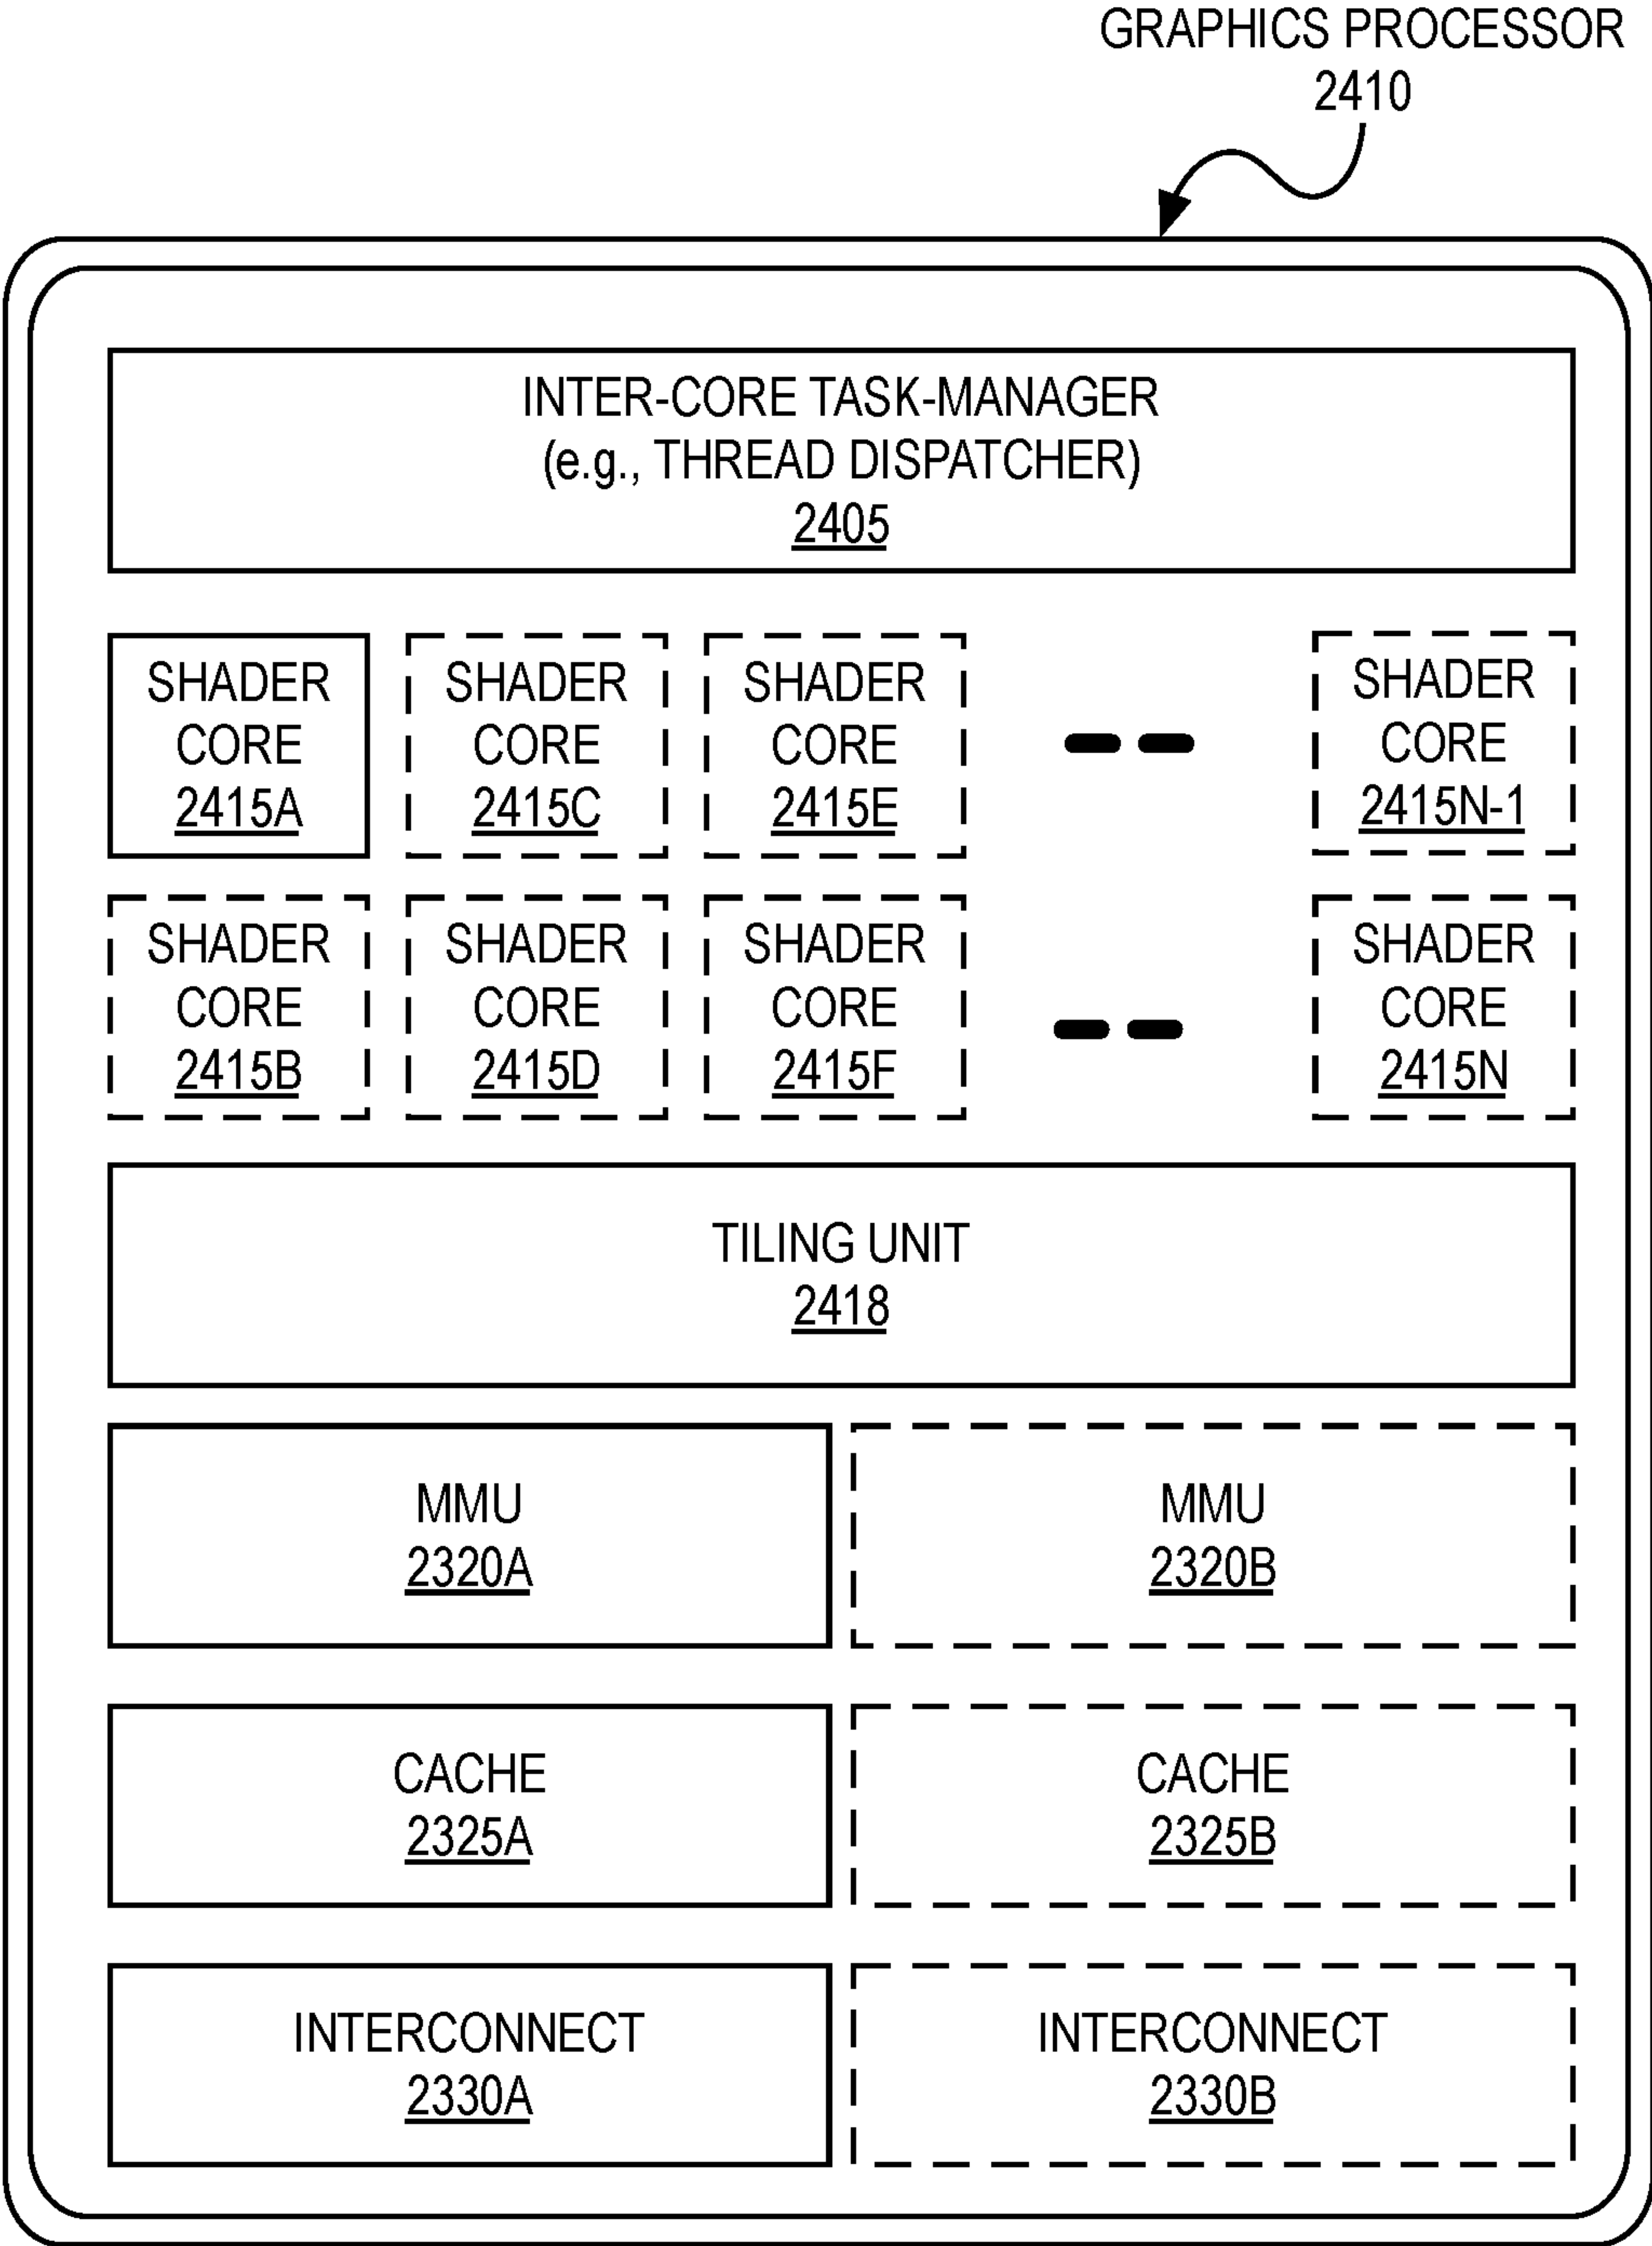 GRAPHICS PROCESSOR
2410
INTER-CORE TASK-MANAGER
(e.g., THREAD DISPATCHER)
2405
SHADER
CORE
2415A
SHADER
CORE
2415C
SHADER
CORE
2415E
SHADER
CORE
2415N-1
SHADER
CORE
2415B
SHADER
CORE
2415D
SHADER
CORE
2415F
SHADER
CORE
2415N
TILING UNIT
2418
MMU
2320A
MMU
2320B
CACHE
2325A
CACHE
2325B
INTERCONNECT
2330A
INTERCONNECT
2330B